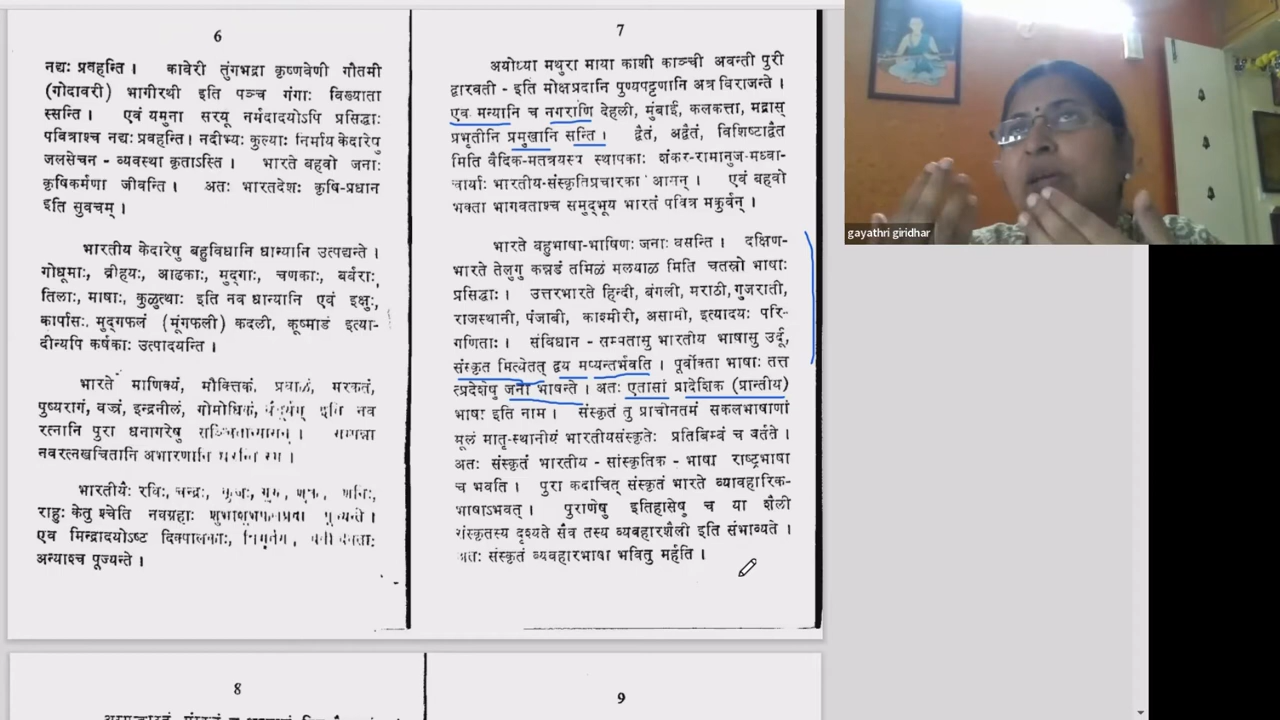 6
नद्यः प्रवहन्ति । कावेरी तुंगभद्रा कृष्णवेणी गौतमी
(गोदावरी) भागीरथी इति पञ्च गंगाः विख्याता
स्सन्ति । एवं यमुना सरयू नर्मदादयोऽपि प्रसिद्धाः
पवित्राश्च नद्यः प्रवहन्ति । नदीभ्यः कुल्याः निर्माय केदारेषु
जलसेचन - व्यवस्था कृताऽस्ति । भारते बहवो जनाः
कृषिकर्मणा जीवन्ति । अतः भारतदेशः कृषि-प्रधान
इति सुवचम् ।
भारतीय केदारेषु बहुविधानि धान्यानि उत्पद्यन्ते ।
गोधूमाः, व्रीहयः, आढकाः, मुद्गाः, चणकाः, बर्बराः,
तिलाः, माषाः, कुळुत्थाः इति नव धान्यानि एवं इक्षुः,
कार्पासः, मुद्गफलं (मूंगफली) कदली, कूष्माडं इत्या-
दीन्यपि कर्षकाः उत्पादयन्ति ।
भारते माणिक्यं, मौक्तिकं, प्रवाळं, मरकतं,
पुष्यरागं, वज्रं, इन्द्रनीलं, गोमोधिकं, इति नव
रत्नानि पुरा धनागरेषु
नवरत्नखचितानि अभारणानि
भारतीयैः रविः, चन्द्रः,
राहुः केतु श्चेति नवग्रहाः
एव मिन्द्रादयोऽष्ट दिक्पालकाः,
अन्याश्च पूज्यन्ते ।
7
अयोध्या मथुरा माया काशी काञ्ची अवन्ती पुरी
द्वारवती - इति मोक्षप्रदानि पुण्यपट्टणानि अत्र विराजन्ते ।
एव मन्यानि च नगराणि देहली, मुंबाई, कलकत्ता, मद्रास्
प्रभृतीनि प्रमुखानि सन्ति । द्वैतं, अद्वैतं, विशिष्टाद्वैत
मिति वैदिक-मतत्रयस्य स्थापकाः शंकर-रामानुज-मध्वा-
चार्याः भारतीय-संस्कृतिप्रचारका आसन् । एवं बहवो
भक्ता भागवताश्च समुद्भूय भारतं पवित्र मकुर्वन् ।
भारते बहुभाषा-भाषिणः जनाः वसन्ति । दक्षिण-
भारते तेलुगु कन्नडं तमिळं मलयाळ मिति चतस्रो भाषाः
प्रसिद्धाः । उत्तरभारते हिन्दी, बंगली, मराठी, गुजराती,
राजस्थानी, पंजाबी, काश्मीरी, असामी, इत्यादयः परि-
गणिताः । संविधान - सम्मतासु भारतीय भाषासु उर्दू,
संस्कृत मित्येतत् द्वय मप्यन्तर्भवति । पूर्वोक्ता भाषाः तत्त
त्प्रदेशेषु जना भाषन्ते । अतः एतासां प्रादेशिक (प्रान्तीय)
भाषा इति नाम । संस्कृतं तु प्राचीनतमं सकलभाषाणां
मूलं मातृ-स्थानीयं भारतीयसंस्कृतेः प्रतिबिम्बं च वर्तते ।
अतः संस्कृतं भारतीय - सांस्कृतिक - भाषा राष्ट्रभाषा
च भवति । पुरा कदाचित् संस्कृतं भारते व्यावहारिक-
भाषाऽभवत् । पुराणेषु इतिहासेषु च या शैली
संस्कृतस्य दृश्यते सैव तस्य व्यवहारशैली इति संभाव्यते ।
अतः संस्कृतं व्यवहारभाषा भवितु मर्हति ।
8
9
gayathri giridhar